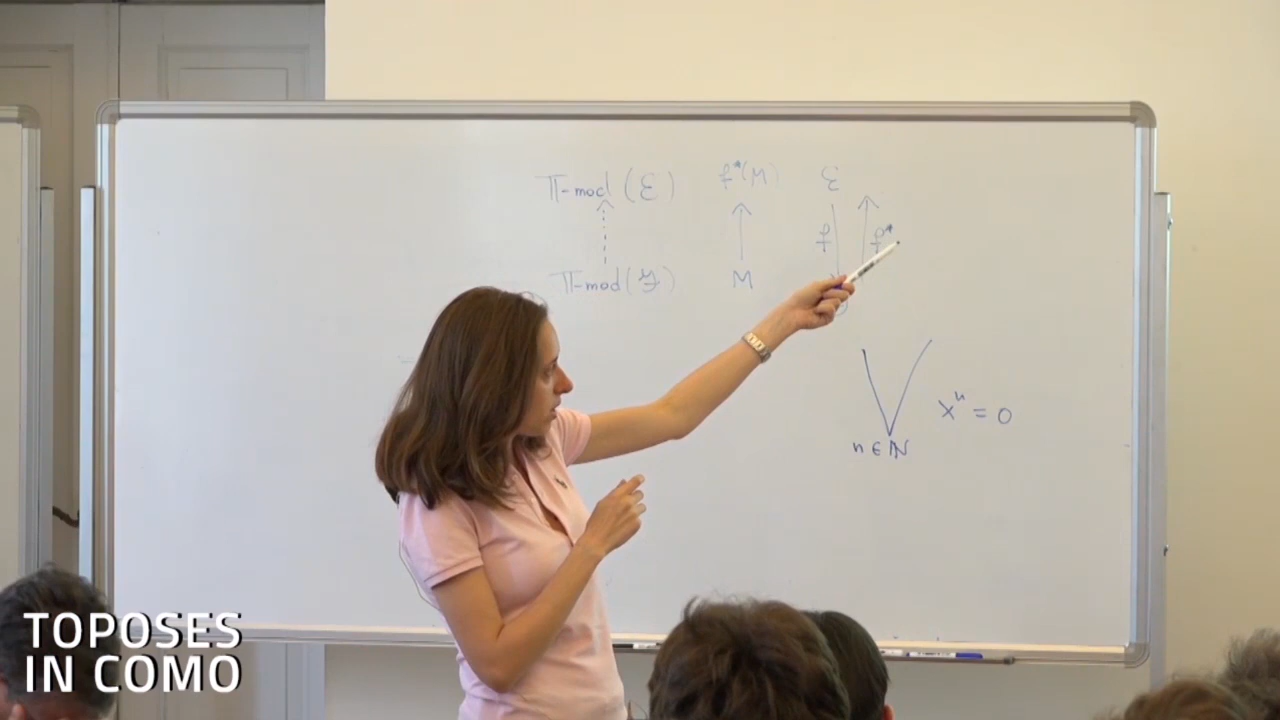 𝕋-mod (ℰ) f*(M) ℰ
f f*
𝕋-mod (ℱ) M
⋁ xⁿ = 0
n ∈ ℕ
TOPOSES
IN COMO